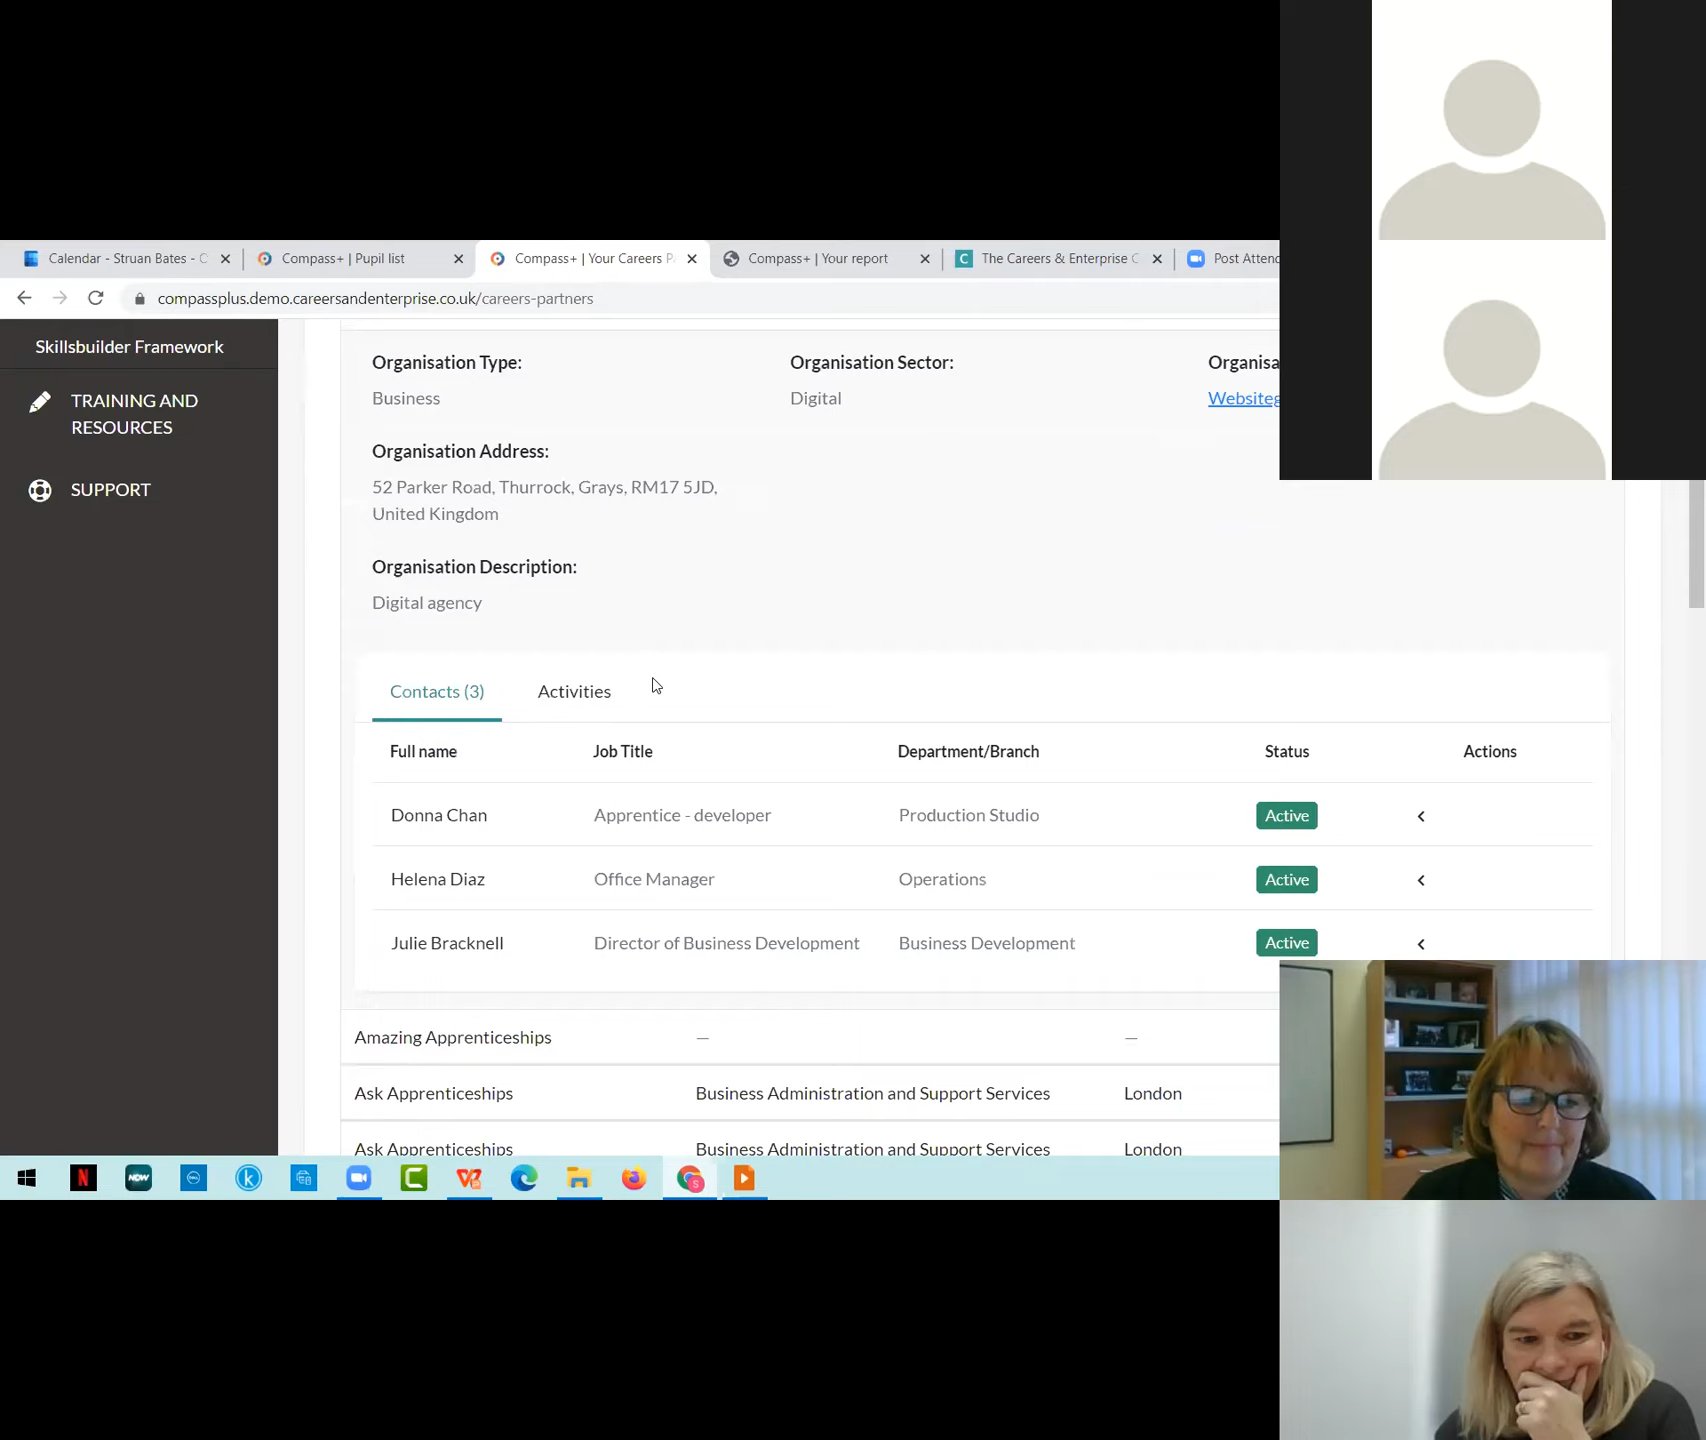 Calendar - Struan Bates - C
Compass+ | Pupil list
Compass+ | Your Careers P
Compass+ | Your report
The Careers & Enterprise C
Post Attend
compassplus.demo.careersandenterprise.co.uk/careers-partners
Skillsbuilder Framework
TRAINING AND
RESOURCES
SUPPORT
Organisation Type:
Organisation Sector:
Organisa
Business
Digital
Websiteg
Organisation Address:
52 Parker Road, Thurrock, Grays, RM17 5JD,
United Kingdom
Organisation Description:
Digital agency
Contacts (3)
Activities
Full name
Job Title
Department/Branch
Status
Actions
Donna Chan
Apprentice - developer
Production Studio
Active
Helena Diaz
Office Manager
Operations
Active
Julie Bracknell
Director of Business Development
Business Development
Active
Amazing Apprenticeships
—
—
Ask Apprenticeships
Business Administration and Support Services
London
Ask Apprenticeships
Business Administration and Support Services
London
N
NOW
k
C
S